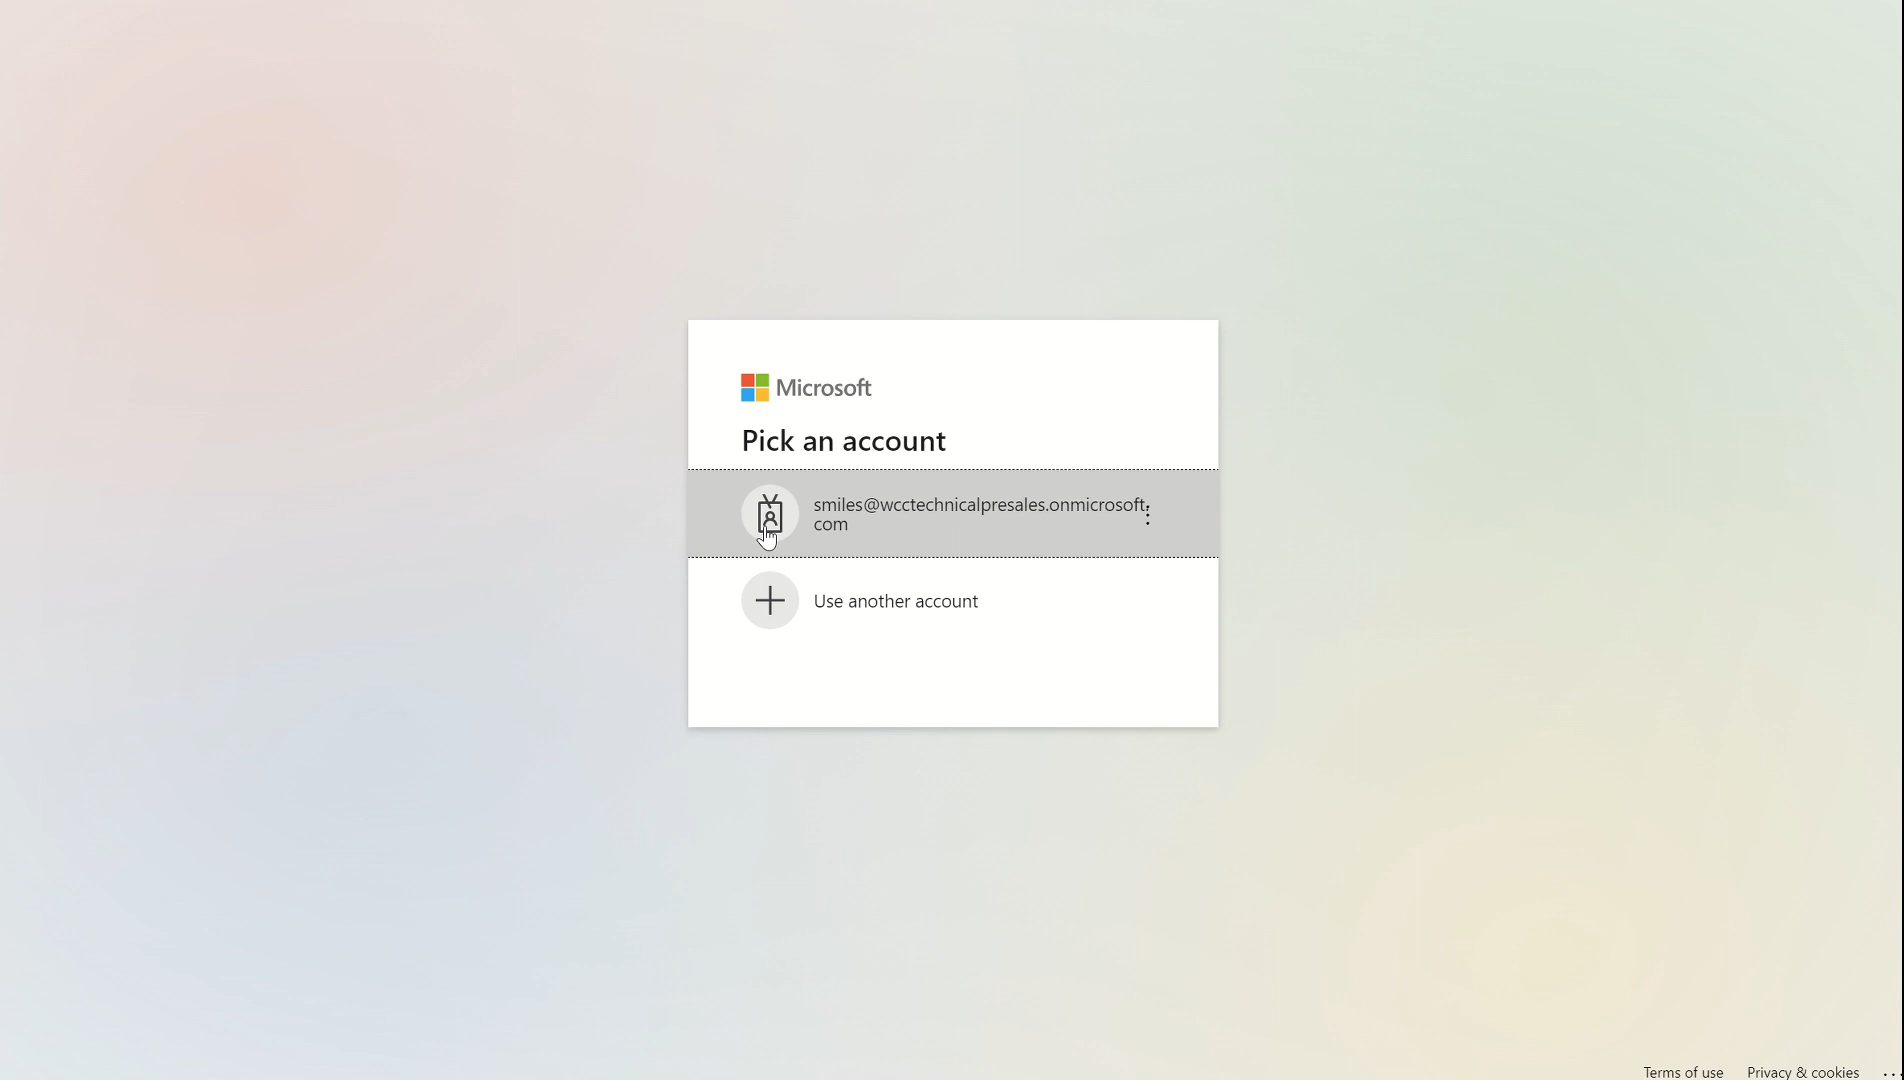 Microsoft
Pick an account
smiles@wcctechnicalpresales.onmicrosoft.
com
Use another account
Terms of use Privacy & cookies ...